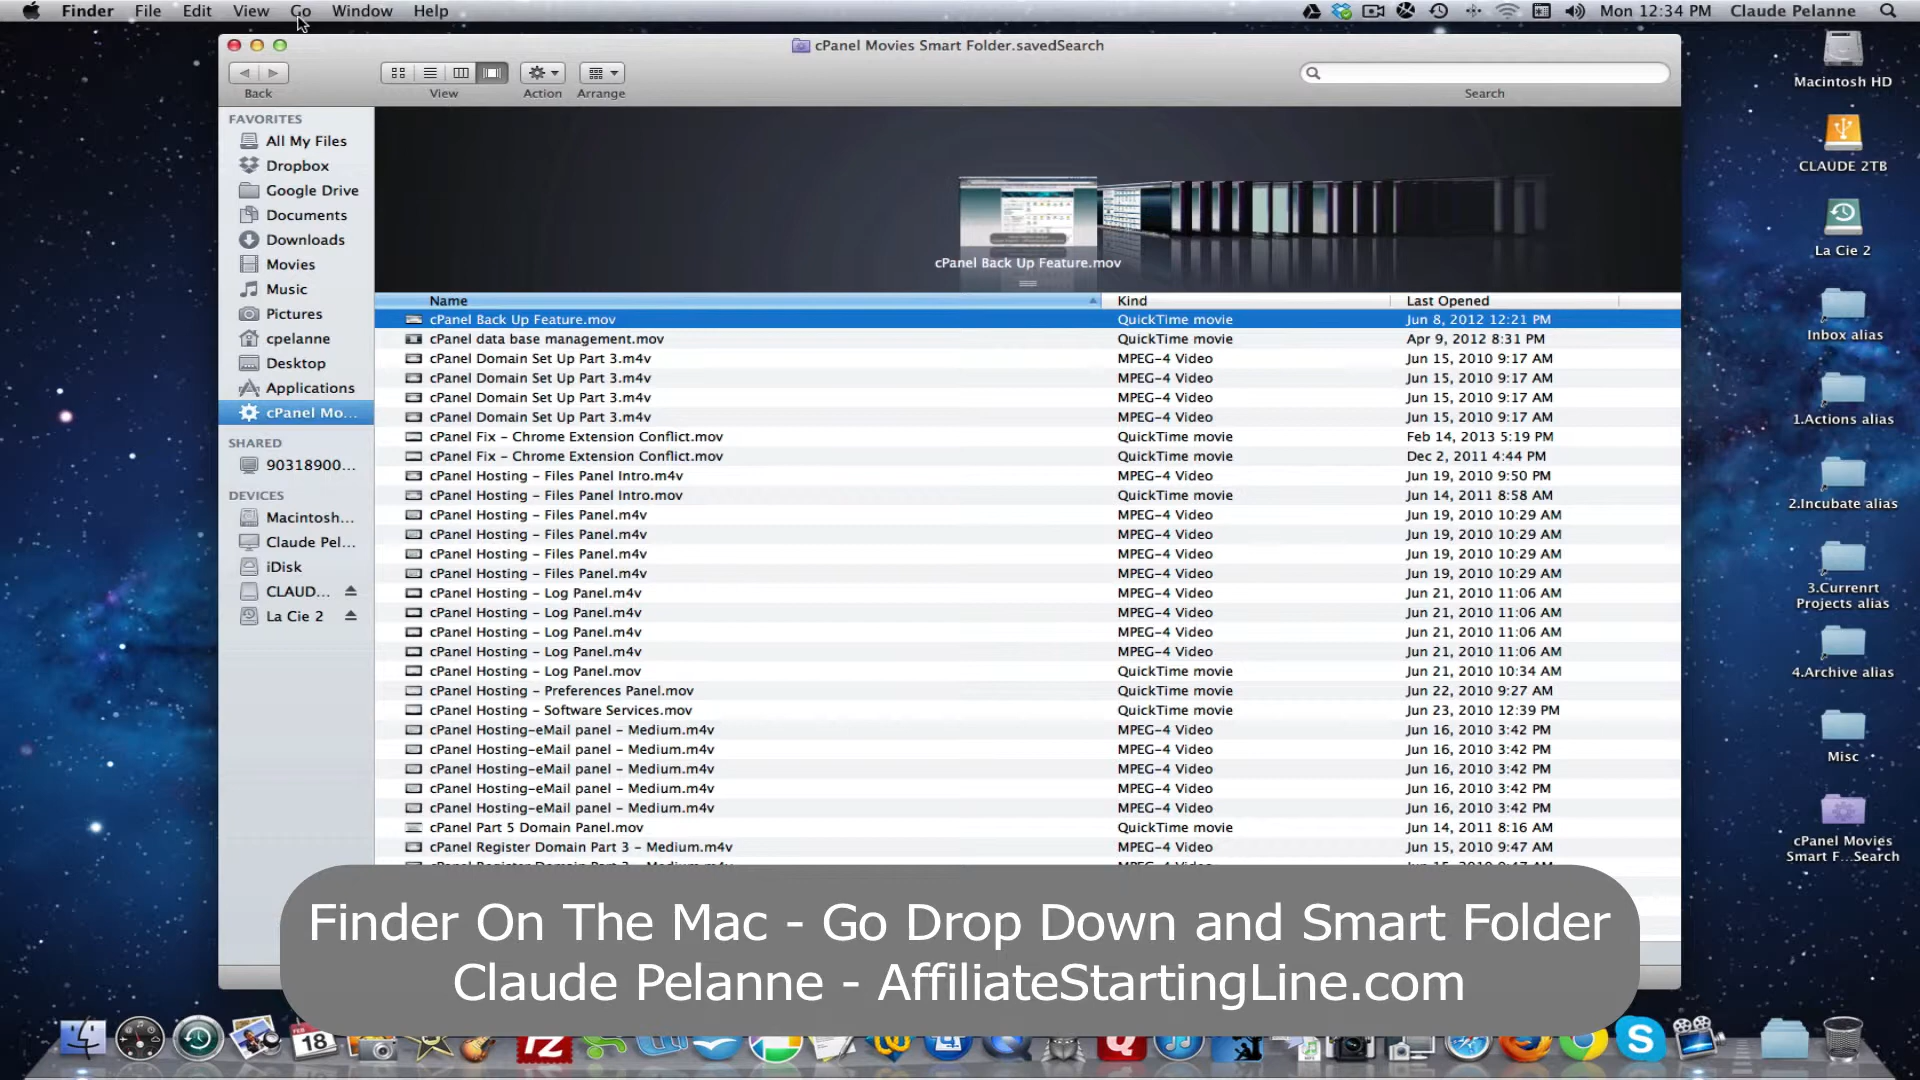 Finder File Edit View Go Window Help Mon 12:34 PM Claude Pelanne
cPanel Movies Smart Folder.savedSearch
Back View Action Arrange Search
FAVORITES
All My Files
Dropbox
Google Drive
Documents
Downloads
Movies
Music
Pictures
cpelanne
Desktop
Applications
cPanel Mo...
SHARED
90318900...
DEVICES
Macintosh...
Claude Pel...
iDisk
CLAUD...
La Cie 2
cPanel Back Up Feature.mov
Name Kind Last Opened
cPanel Back Up Feature.mov QuickTime movie Jun 8, 2012 12:21 PM
cPanel data base management.mov QuickTime movie Apr 9, 2012 8:31 PM
cPanel Domain Set Up Part 3.m4v MPEG-4 Video Jun 15, 2010 9:17 AM
cPanel Domain Set Up Part 3.m4v MPEG-4 Video Jun 15, 2010 9:17 AM
cPanel Domain Set Up Part 3.m4v MPEG-4 Video Jun 15, 2010 9:17 AM
cPanel Domain Set Up Part 3.m4v MPEG-4 Video Jun 15, 2010 9:17 AM
cPanel Fix - Chrome Extension Conflict.mov QuickTime movie Feb 14, 2013 5:19 PM
cPanel Fix - Chrome Extension Conflict.mov QuickTime movie Dec 2, 2011 4:44 PM
cPanel Hosting - Files Panel Intro.m4v MPEG-4 Video Jun 19, 2010 9:50 PM
cPanel Hosting - Files Panel Intro.mov QuickTime movie Jun 14, 2011 8:58 AM
cPanel Hosting - Files Panel.m4v MPEG-4 Video Jun 19, 2010 10:29 AM
cPanel Hosting - Files Panel.m4v MPEG-4 Video Jun 19, 2010 10:29 AM
cPanel Hosting - Files Panel.m4v MPEG-4 Video Jun 19, 2010 10:29 AM
cPanel Hosting - Files Panel.m4v MPEG-4 Video Jun 19, 2010 10:29 AM
cPanel Hosting - Log Panel.m4v MPEG-4 Video Jun 21, 2010 11:06 AM
cPanel Hosting - Log Panel.m4v MPEG-4 Video Jun 21, 2010 11:06 AM
cPanel Hosting - Log Panel.m4v MPEG-4 Video Jun 21, 2010 11:06 AM
cPanel Hosting - Log Panel.m4v MPEG-4 Video Jun 21, 2010 11:06 AM
cPanel Hosting - Log Panel.mov QuickTime movie Jun 21, 2010 10:34 AM
cPanel Hosting - Preferences Panel.mov QuickTime movie Jun 22, 2010 9:27 AM
cPanel Hosting - Software Services.mov QuickTime movie Jun 23, 2010 12:39 PM
cPanel Hosting-eMail panel - Medium.m4v MPEG-4 Video Jun 16, 2010 3:42 PM
cPanel Hosting-eMail panel - Medium.m4v MPEG-4 Video Jun 16, 2010 3:42 PM
cPanel Hosting-eMail panel - Medium.m4v MPEG-4 Video Jun 16, 2010 3:42 PM
cPanel Hosting-eMail panel - Medium.m4v MPEG-4 Video Jun 16, 2010 3:42 PM
cPanel Hosting-eMail panel - Medium.m4v MPEG-4 Video Jun 16, 2010 3:42 PM
cPanel Part 5 Domain Panel.mov QuickTime movie Jun 14, 2011 8:16 AM
cPanel Register Domain Part 3 - Medium.m4v MPEG-4 Video Jun 15, 2010 9:47 AM
Macintosh HD
CLAUDE 2TB
La Cie 2
Inbox alias
1.Actions alias
2.Incubate alias
3.Currenrt
Projects alias
4.Archive alias
Misc
cPanel Movies
Smart F...Search
Finder On The Mac - Go Drop Down and Smart Folder
Claude Pelanne - AffiliateStartingLine.com
FEB
18